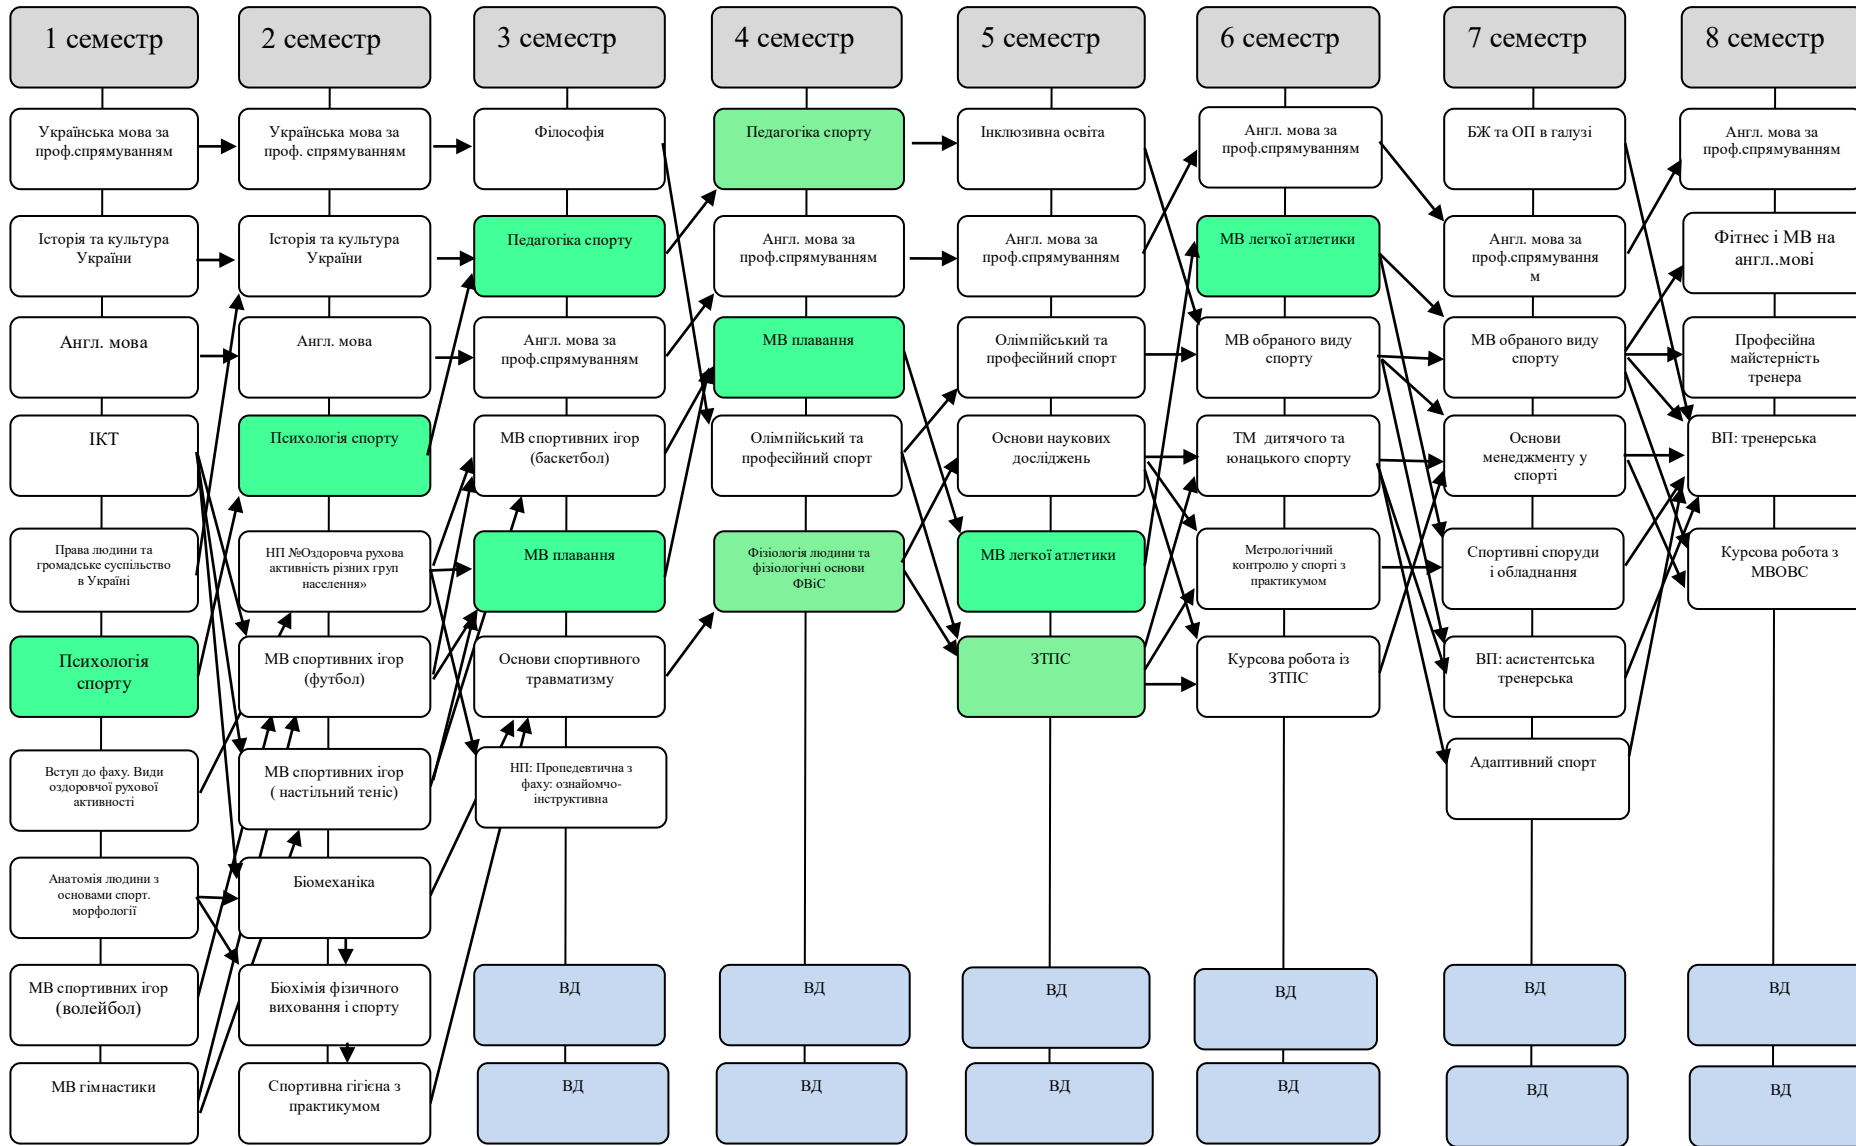 1 семестр
2 семестр
3 семестр
4 семестр
5 семестр
6 семестр
7 семестр
8 семестр
Українська мова за
проф.спрямуванням
Історія та культура
України
Англ. мова
ІКТ
Права людини та
громадське суспільство
в Україні
Психологія
спорту
Вступ до фаху. Види
оздоровчої рухової
активності
Анатомія людини з
основами спорт.
морфології
МВ спортивних ігор
(волейбол)
МВ гімнастики
Українська мова за
проф. спрямуванням
Історія та культура
України
Англ. мова
Психологія спорту
НП №Оздоровча рухова
активність різних груп
населення»
МВ спортивних ігор
(футбол)
МВ спортивних ігор
( настільний теніс)
Біомеханіка
Біохімія фізичного
виховання і спорту
Спортивна гігієна з
практикумом
Філософія
Педагогіка спорту
Англ. мова за
проф.спрямуванням
МВ спортивних ігор
(баскетбол)
МВ плавання
Основи спортивного
травматизму
НП: Пропедевтична з
фаху: ознайомчо-
інструктивна
ВД
ВД
Педагогіка спорту
Англ. мова за
проф.спрямуванням
МВ плавання
Олімпійський та
професійний спорт
Фізіологія людини та
фізіологічні основи
ФВіС
ВД
ВД
Інклюзивна освіта
Англ. мова за
проф.спрямуванням
Олімпійський та
професійний спорт
Основи наукових
досліджень
МВ легкої атлетики
ЗТПС
ВД
ВД
Англ. мова за
проф.спрямуванням
МВ легкої атлетики
МВ обраного виду
спорту
ТМ дитячого та
юнацького спорту
Метрологічний
контролю у спорті з
практикумом
Курсова робота із
ЗТПС
ВД
ВД
БЖ та ОП в галузі
Англ. мова за
проф.спрямування
м
МВ обраного виду
спорту
Основи
менеджменту у
спорті
Спортивні споруди
і обладнання
ВП: асистентська
тренерська
Адаптивний спорт
ВД
ВД
Англ. мова за
проф.спрямуванням
Фітнес і МВ на
англ..мові
Професійна
майстерність
тренера
ВП: тренерська
Курсова робота з
МВОВС
ВД
ВД